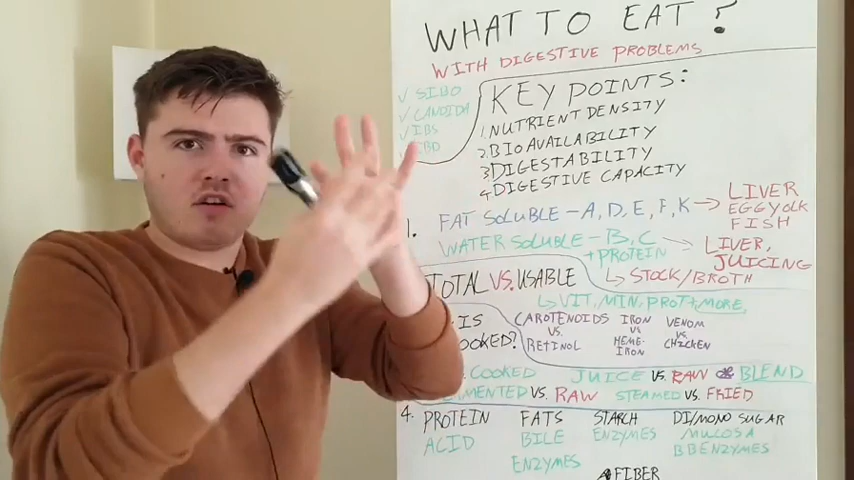 WHAT TO EAT?
WITH DIGESTIVE PROBLEMS
✓ SIBO
✓ CANDIDA
✓ IBS
IBD
KEY POINTS:
1. NUTRIENT DENSITY
2. BIOAVAILABILITY
3 DIGESTABILITY
4 DIGESTIVE CAPACITY
1. FAT SOLUBLE - A, D, E, F, K → LIVER
EGG YOLK
FISH
WATER SOLUBLE - B, C → LIVER, JUICING
+ PROTEIN ↳ STOCK/BROTH
TOTAL VS. USABLE
↳ VIT, MIN, PROT + MORE
CAROTENOIDS VS. RETINOL
IRON VS. HEME-IRON
VENOM VS. CHICKEN
IS
COOKED?
COOKED
VS. RAW
JUICE VS. RAW & BLEND
STEAMED VS. FRIED
4. PROTEIN FATS STARCH DI/MONO SUGAR
ACID BILE ENZYMES MUCOSA
ENZYMES BB ENZYMES
FIBER